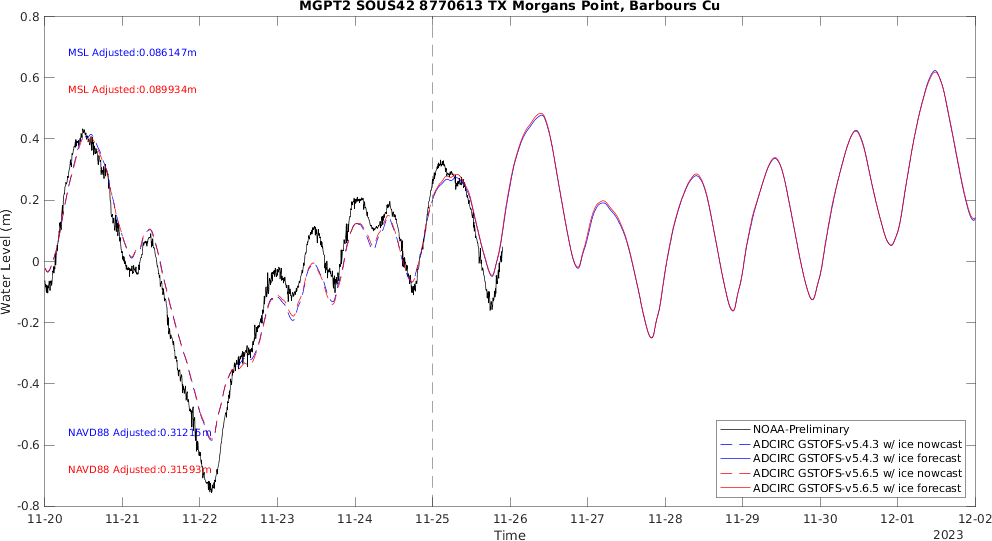 MGPT2 SOUS42 8770613 TX Morgans Point, Barbours Cu
0.8
0.6
0.4
0.2
0
-0.2
-0.4
-0.6
-0.8
Water Level (m)
MSL Adjusted:0.086147m
MSL Adjusted:0.089934m
NAVD88 Adjusted:0.31215m
NAVD88 Adjusted:0.31593m
NOAA-Preliminary
ADCIRC GSTOFS-v5.4.3 w/ ice nowcast
ADCIRC GSTOFS-v5.4.3 w/ ice forecast
ADCIRC GSTOFS-v5.6.5 w/ ice nowcast
ADCIRC GSTOFS-v5.6.5 w/ ice forecast
11-20 11-21 11-22 11-23 11-24 11-25 11-26 11-27 11-28 11-29 11-30 12-01 12-02
Time
2023